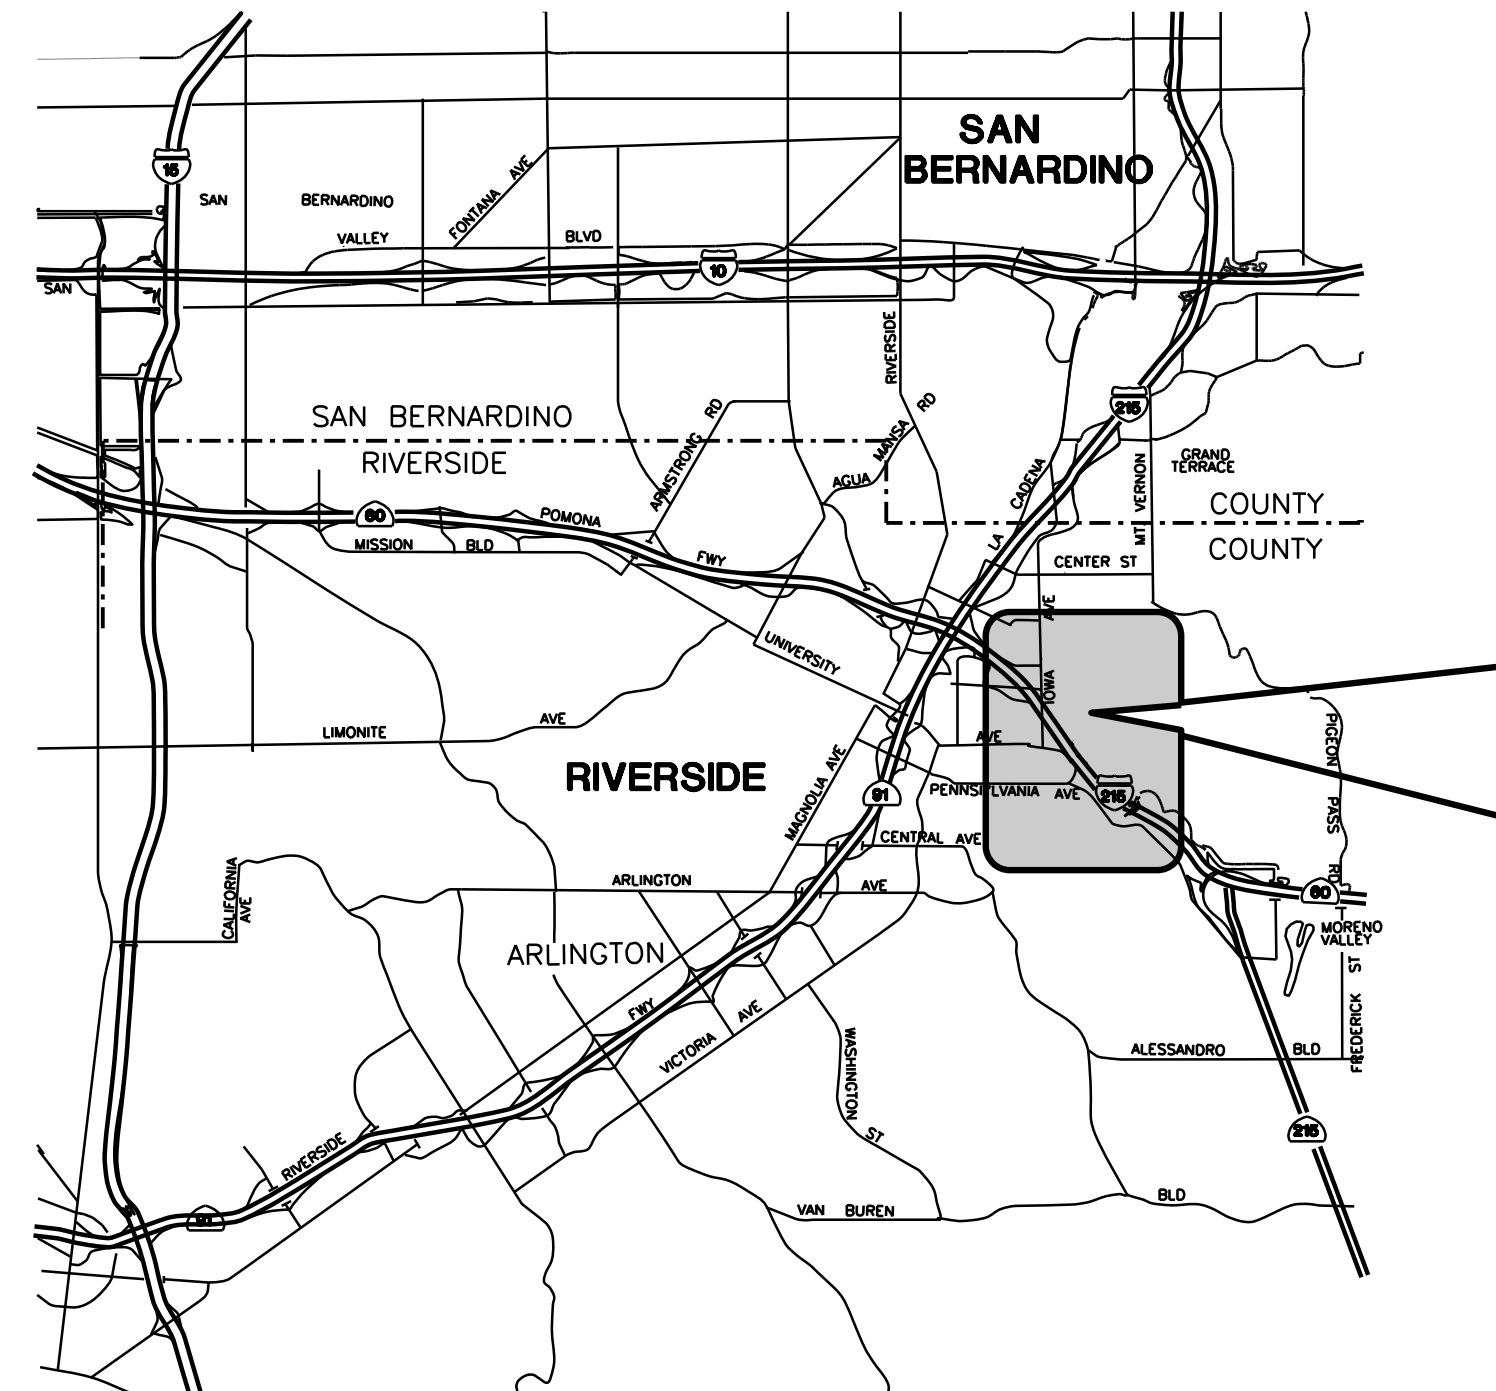 SAN
BERNARDINO
15
SAN
BERNARDINO
FONTANA AVE
VALLEY
BLVD
10
SAN
RIVERSIDE
215
SAN BERNARDINO
RIVERSIDE
ARMSTRONG RD
AGUA MANSA RD
LA CADENA
MT. VERNON
GRAND
TERRACE
COUNTY
COUNTY
60
POMONA
FWY
MISSION
BLD
CENTER ST
IOWA
AVE
UNIVERSITY
AVE
LIMONITE
AVE
RIVERSIDE
MAGNOLIA AVE
91
PENNSYLVANIA AVE
215
PIGEON
PASS
RD
CENTRAL AVE
CALIFORNIA
AVE
ARLINGTON
AVE
60
MORENO
VALLEY
ARLINGTON
FWY
VICTORIA AVE
WASHINGTON
ST
FREDERICK ST
ALESSANDRO
BLD
215
RIVERSIDE
91
VAN BUREN
BLD